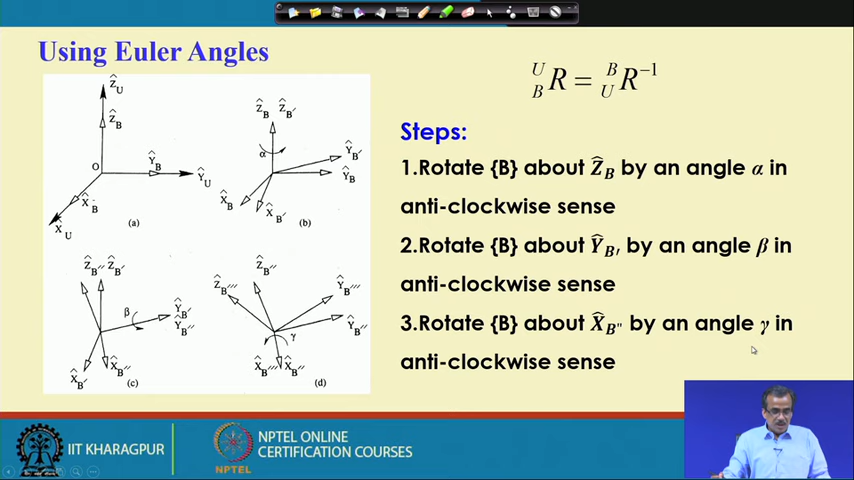 Using Euler Angles
U/B R = B/U R⁻¹
Ẑ_U
Ẑ_B
O
Ŷ_B
Ŷ_U
X̂_B
X̂_U
(a)
Ẑ_B Ẑ_B'
α
Ŷ_B'
Ŷ_B
X̂_B
X̂_B'
(b)
Ẑ_B'' Ẑ_B'
β
Ŷ_B'
Ŷ_B''
X̂_B''
X̂_B'
(c)
Ẑ_B''
Ẑ_B'''
Ŷ_B'''
Ŷ_B''
γ
X̂_B''' X̂_B''
(d)
Steps:
1.Rotate {B} about Ẑ_B by an angle α in
anti-clockwise sense
2.Rotate {B} about Ŷ_B' by an angle β in
anti-clockwise sense
3.Rotate {B} about X̂_B" by an angle γ in
anti-clockwise sense
IIT KHARAGPUR
NPTEL
NPTEL ONLINE
CERTIFICATION COURSES